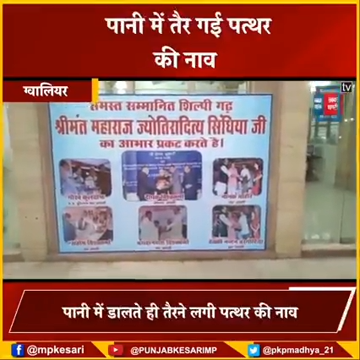 पानी में तैर गई पत्थर
की नाव
ग्वालियर
tv
समस्त सम्मानित शिल्पी गढ़
श्रीमंत महाराज ज्योतिरादित्य सिंधिया जी
का आभार प्रकट करते है।
पानी में डालते ही तैरने लगी पत्थर की नाव
@mpkesari
@PUNJABKESARIMP
@pkpmadhya_21